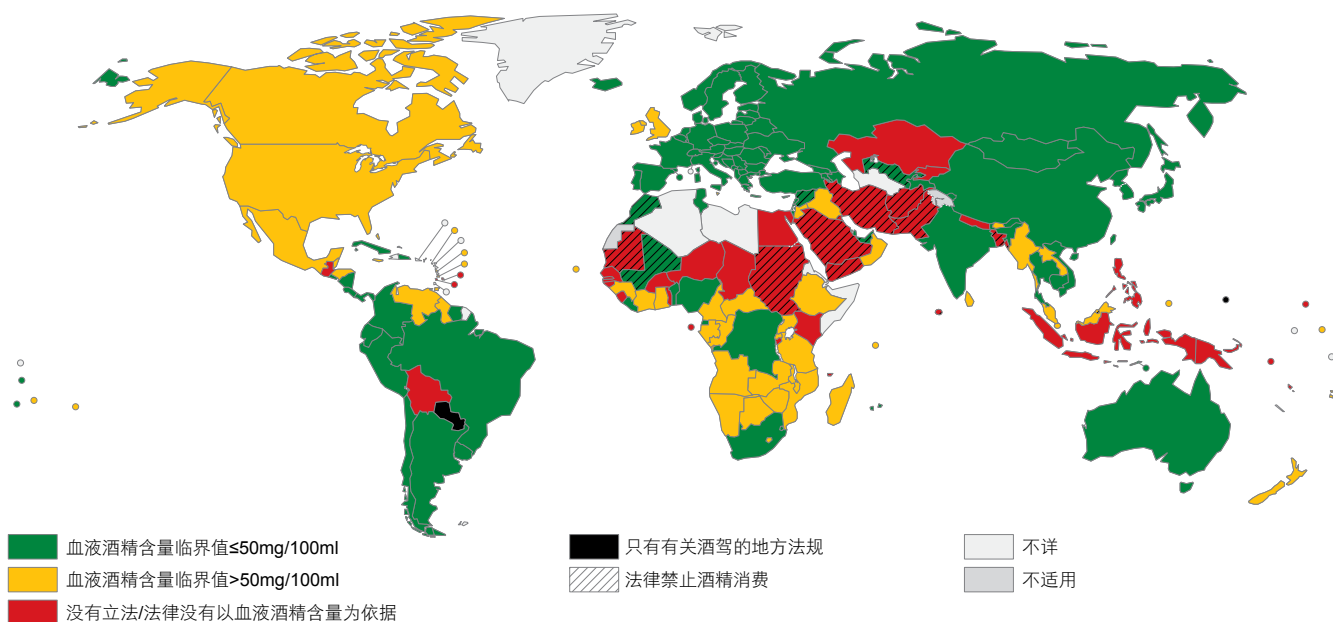 血液酒精含量临界值≤50mg/100ml
血液酒精含量临界值>50mg/100ml
没有立法/法律没有以血液酒精含量为依据
只有有关酒驾的地方法规
法律禁止酒精消费
不详
不适用